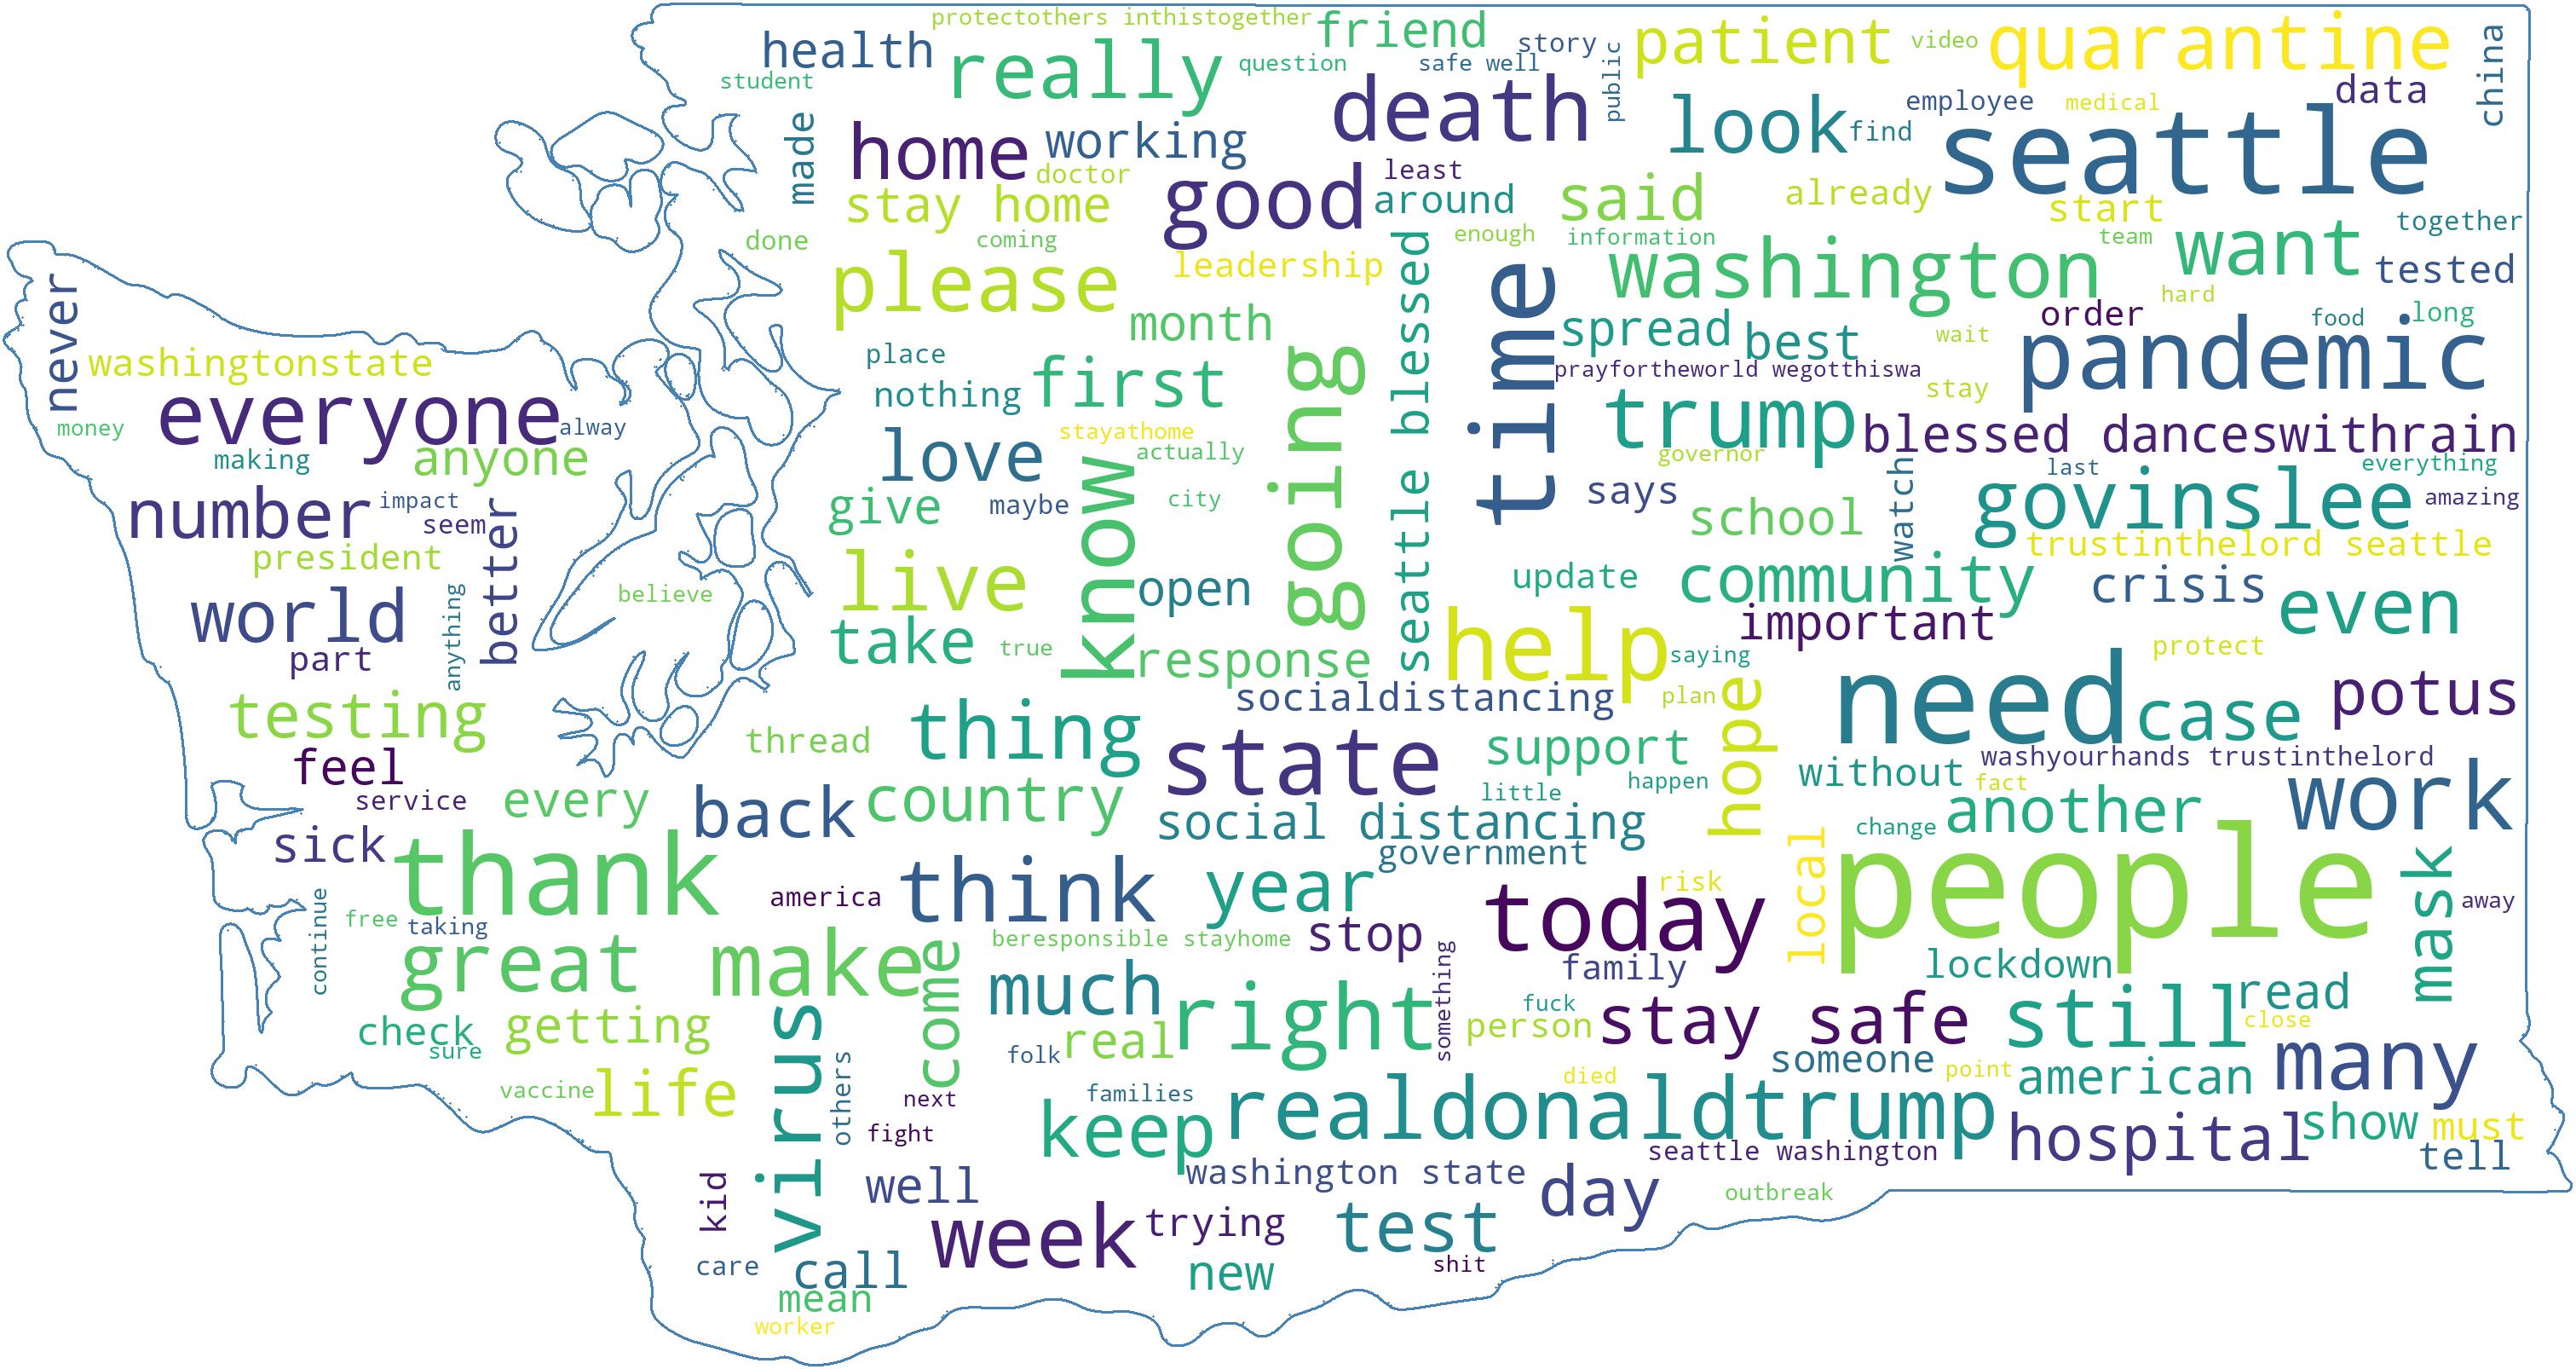 protectothers inthistogether
friend
story
patient
video
quarantine
china
health
really
question
safe well
public
student
death
look
employee
medical
data
find
seattle
made
home
working
doctor
good
least
around
stay home
said
already
start
together
done
coming
please
leadership
enough
information
washington
team
want
tested
never
month
seattle blessed
time
spread
best
wait
hard
order
food
long
washingtonstate
place
nothing
first
going
prayfortheworld wegotthiswa
stay
pandemic
everyone
alway
money
making
anyone
love
stayathome
actually
trump
governor
blessed danceswithrain
last
everything
number
impact
seem
better
give
maybe
know
city
says
school
watch
govinslee
amazing
president
trustinthelord seattle
world
part
anything
believe
live
open
update
community
crisis
even
important
take
true
response
help
saying
protect
testing
socialdistancing
plan
hope
need
case
potus
thread
thing
state
support
feel
service
every
back
country
little
happen
without
washyourhands trustinthelord
fact
work
sick
social distancing
government
change
another
local
thank
america
think
year
today
risk
people
mask
away
continue
free
taking
great
make
come
beresponsible stayhome
stop
something
much
family
lockdown
check
sure
getting
virus
others
folk
real
right
fuck
person
stay safe
still
read
close
many
vaccine
life
next
families
died
someone
point
american
fight
keep
realdonaldtrump
hospital
show
must
tell
seattle washington
kid
well
washington state
day
outbreak
week
trying
test
care
call
new
shit
mean
worker